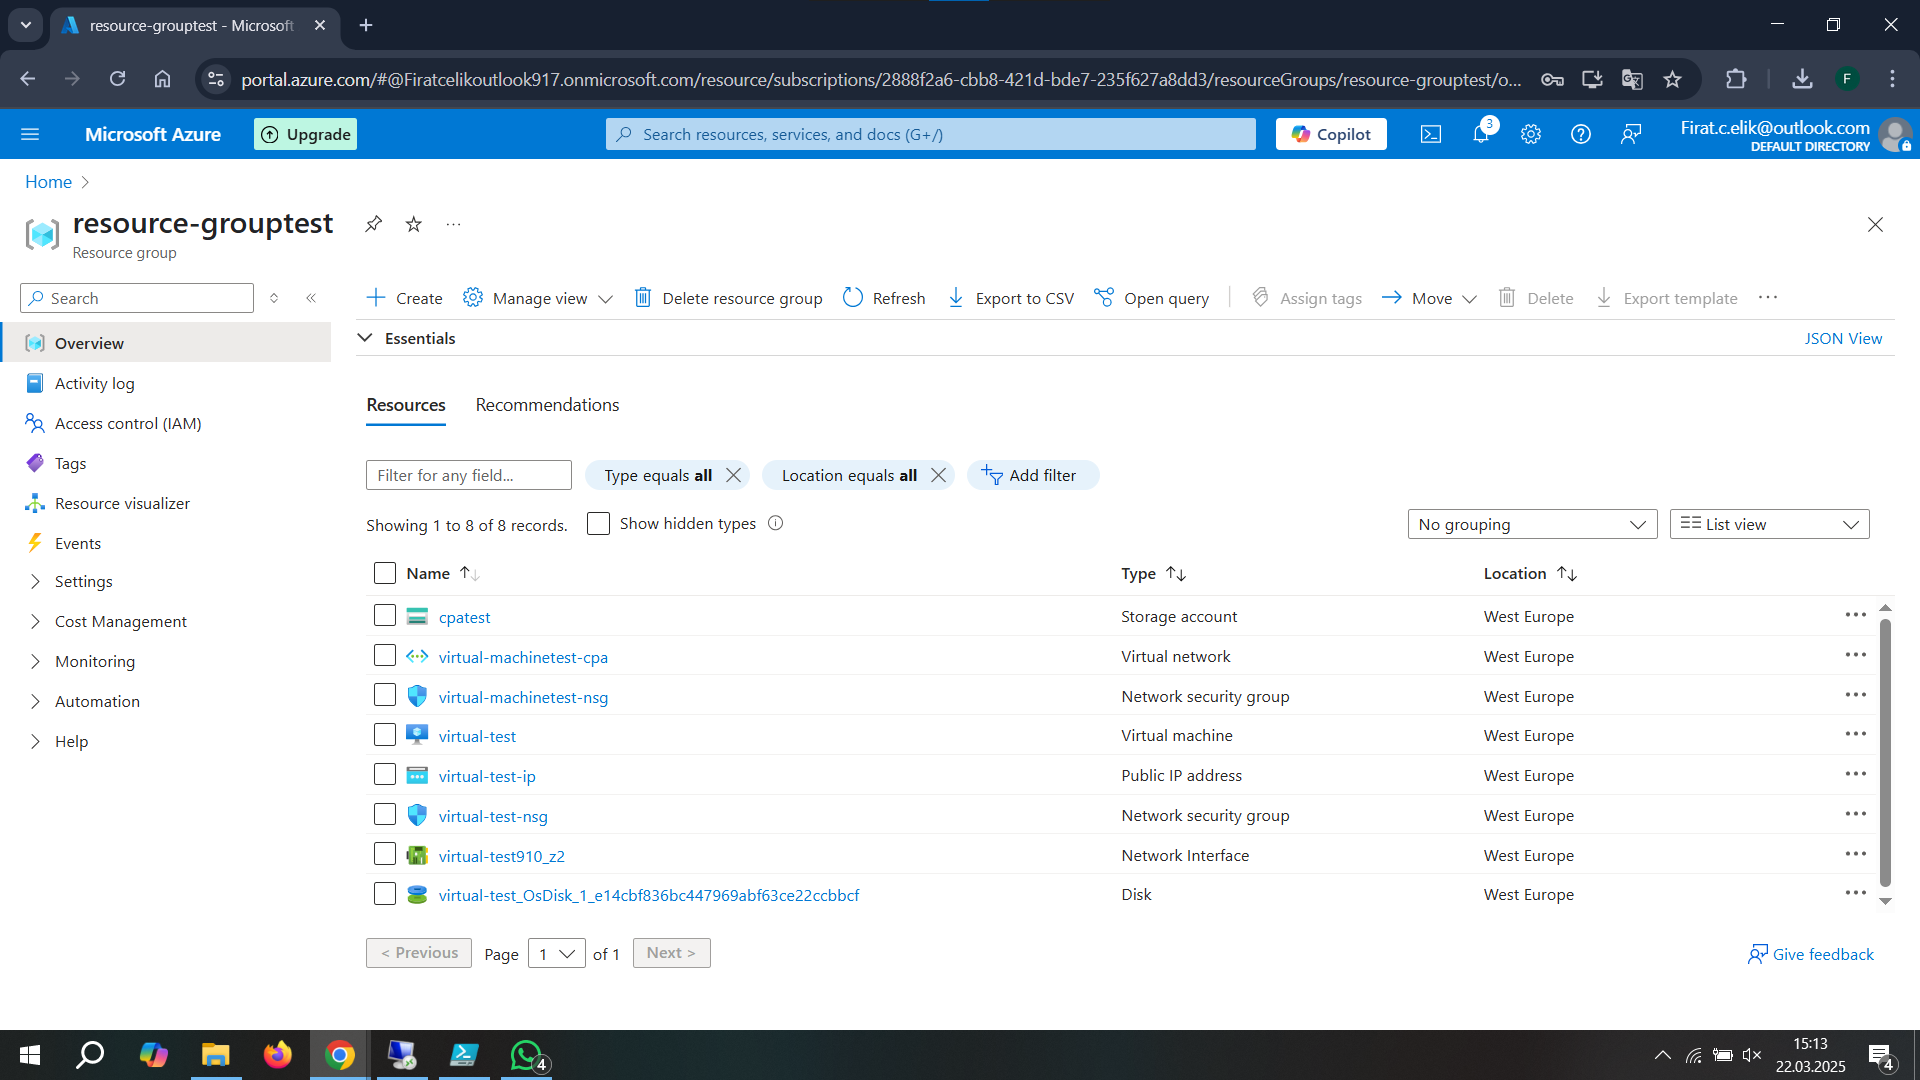 resource-grouptest - Microsoft
portal.azure.com/#@Firatcelikoutlook917.onmicrosoft.com/resource/subscriptions/2888f2a6-cbb8-421d-bde7-235f627a8dd3/resourceGroups/resource-grouptest/o...
F
Microsoft Azure
Upgrade
Search resources, services, and docs (G+/)
Copilot
3
Firat.c.elik@outlook.com
DEFAULT DIRECTORY
Home
resource-grouptest
Resource group
Search
Create
Manage view
Delete resource group
Refresh
Export to CSV
Open query
Assign tags
Move
Delete
Export template
Overview
Activity log
Access control (IAM)
Tags
Resource visualizer
Events
Settings
Cost Management
Monitoring
Automation
Help
Essentials
JSON View
Resources
Recommendations
Filter for any field...
Type equals all
Location equals all
Add filter
Showing 1 to 8 of 8 records.
Show hidden types
No grouping
List view
Name Type Location
cpatest Storage account West Europe
virtual-machinetest-cpa Virtual network West Europe
virtual-machinetest-nsg Network security group West Europe
virtual-test Virtual machine West Europe
virtual-test-ip Public IP address West Europe
virtual-test-nsg Network security group West Europe
virtual-test910_z2 Network Interface West Europe
virtual-test_OsDisk_1_e14cbf836bc447969abf63ce22ccbbcf Disk West Europe
< Previous
Page 1 of 1
Next >
Give feedback
4
15:13
22.03.2025
4